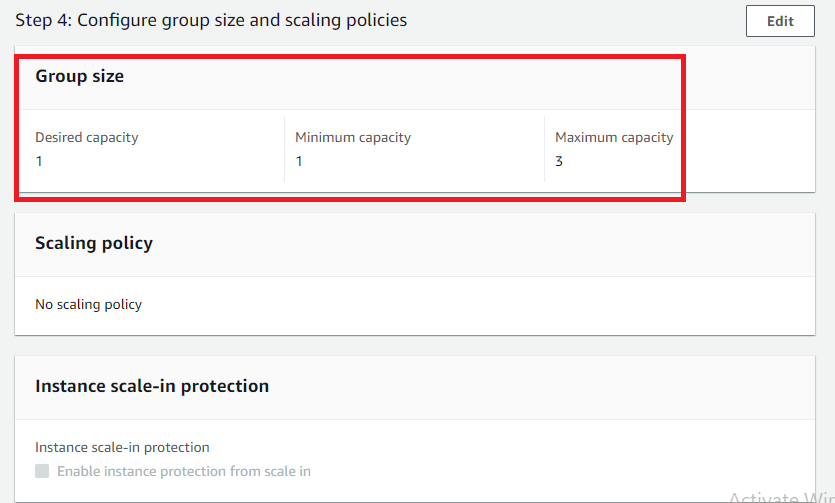 Step 4: Configure group size and scaling policies
Edit
Group size
Desired capacity
1
Minimum capacity
1
Maximum capacity
3
Scaling policy
No scaling policy
Instance scale-in protection
Instance scale-in protection
Enable instance protection from scale in
Activate Win